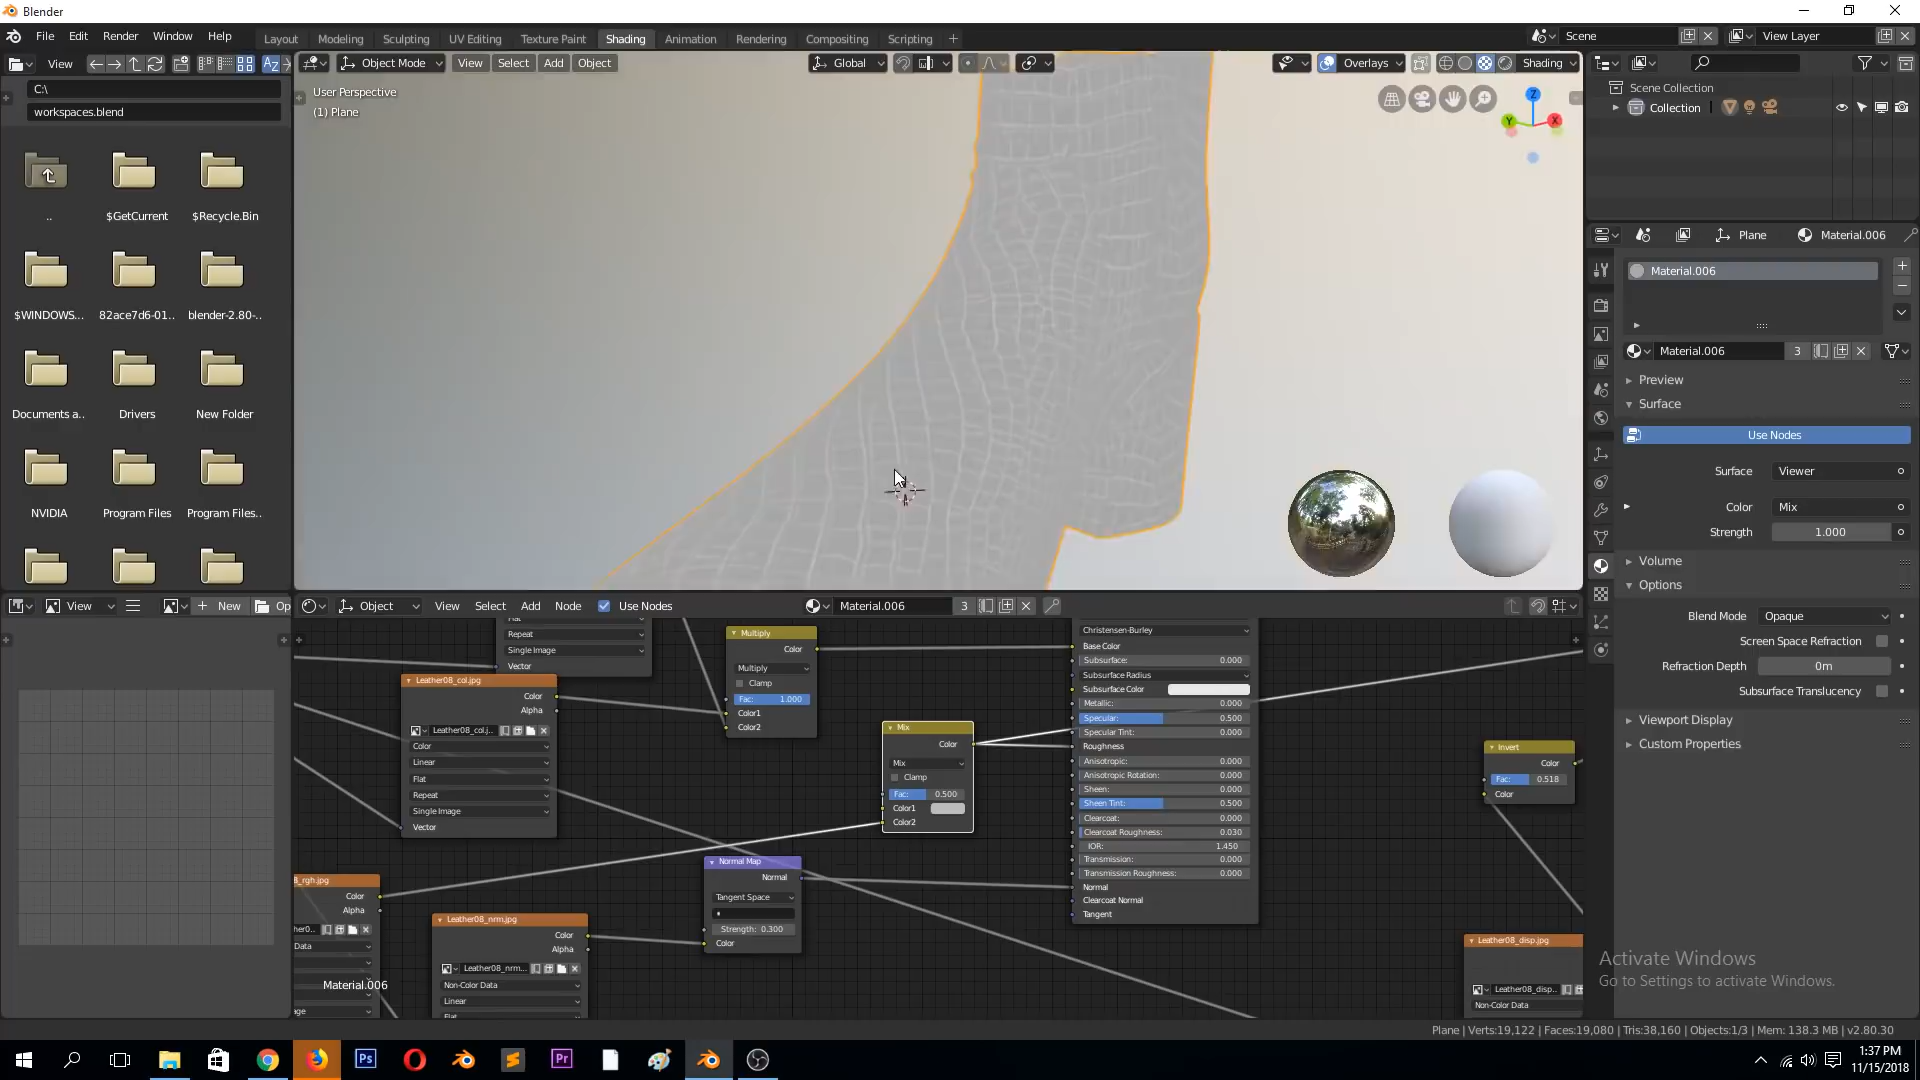 Blender
File Edit Render Window Help
Layout Modeling Sculpting UV Editing Texture Paint Shading Animation Rendering Compositing Scripting
Scene View Layer
View
Object Mode View Select Add Object Global Overlays Shading
C:\
workspaces.blend
User Perspective
(1) Plane
Z
Y X
.. $GetCurrent $Recycle.Bin
$WINDOWS... 82ace7d6-01.. blender-2.80-..
Documents a.. Drivers New Folder
NVIDIA Program Files Program Files..
Scene Collection
Collection
Plane Material.006
Material.006
Material.006 3
Preview
Surface
Use Nodes
Surface Viewer
Color Mix
Strength 1.000
Volume
Options
Blend Mode Opaque
Screen Space Refraction
Refraction Depth 0m
Subsurface Translucency
Viewport Display
Custom Properties
View New Op
Object View Select Add Node Use Nodes Material.006 3
Flat
Repeat
Single Image
Vector
Leather08_col.jpg
Color
Alpha
Leather08_col.j...
Color
Linear
Flat
Repeat
Single Image
Vector
Multiply
Color
Multiply
Clamp
Fac: 1.000
Color1
Color2
Mix
Color
Mix
Clamp
Fac: 0.500
Color1
Color2
Christensen-Burley
Base Color
Subsurface: 0.000
Subsurface Radius
Subsurface Color
Metallic: 0.000
Specular: 0.500
Specular Tint: 0.000
Roughness
Anisotropic: 0.000
Anisotropic Rotation: 0.000
Sheen: 0.000
Sheen Tint: 0.500
Clearcoat: 0.000
Clearcoat Roughness: 0.030
IOR: 1.450
Transmission: 0.000
Transmission Roughness: 0.000
Normal
Clearcoat Normal
Tangent
Invert
Color
Fac: 0.518
Color
8_rgh.jpg
Color
Alpha
her0...
Data
age
Normal Map
Normal
Tangent Space
Strength: 0.300
Color
Leather08_nrm.jpg
Color
Alpha
Leather08_nrm...
Non-Color Data
Linear
Flat
Leather08_disp.jpg
Leather08_disp...
Non-Color Data
Material.006
Activate Windows
Go to Settings to activate Windows.
Plane | Verts:19,122 | Faces:19,080 | Tris:38,160 | Objects:1/3 | Mem: 138.3 MB | v2.80.30
Ps
Pr
1:37 PM
11/15/2018